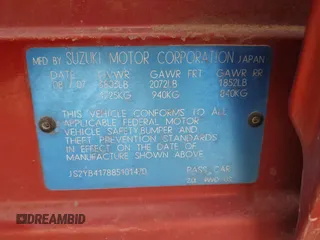 MFD BY SUZUKI MOTOR CORPORATION JAPAN
DATE GVWR GAWR FRT GAWR RR
08 / 07 2072LB 1852LB
940KG 840KG
THIS VEHICLE CONFORMS TO ALL
APPLICABLE FEDERAL MOTOR
VEHICLE SAFETY, BUMPER AND
THEFT PREVENTION STANDARDS
IN EFFECT ON THE DATE OF
MANUFACTURE SHOWN ABOVE.
PASS. CAR
DREAMBID